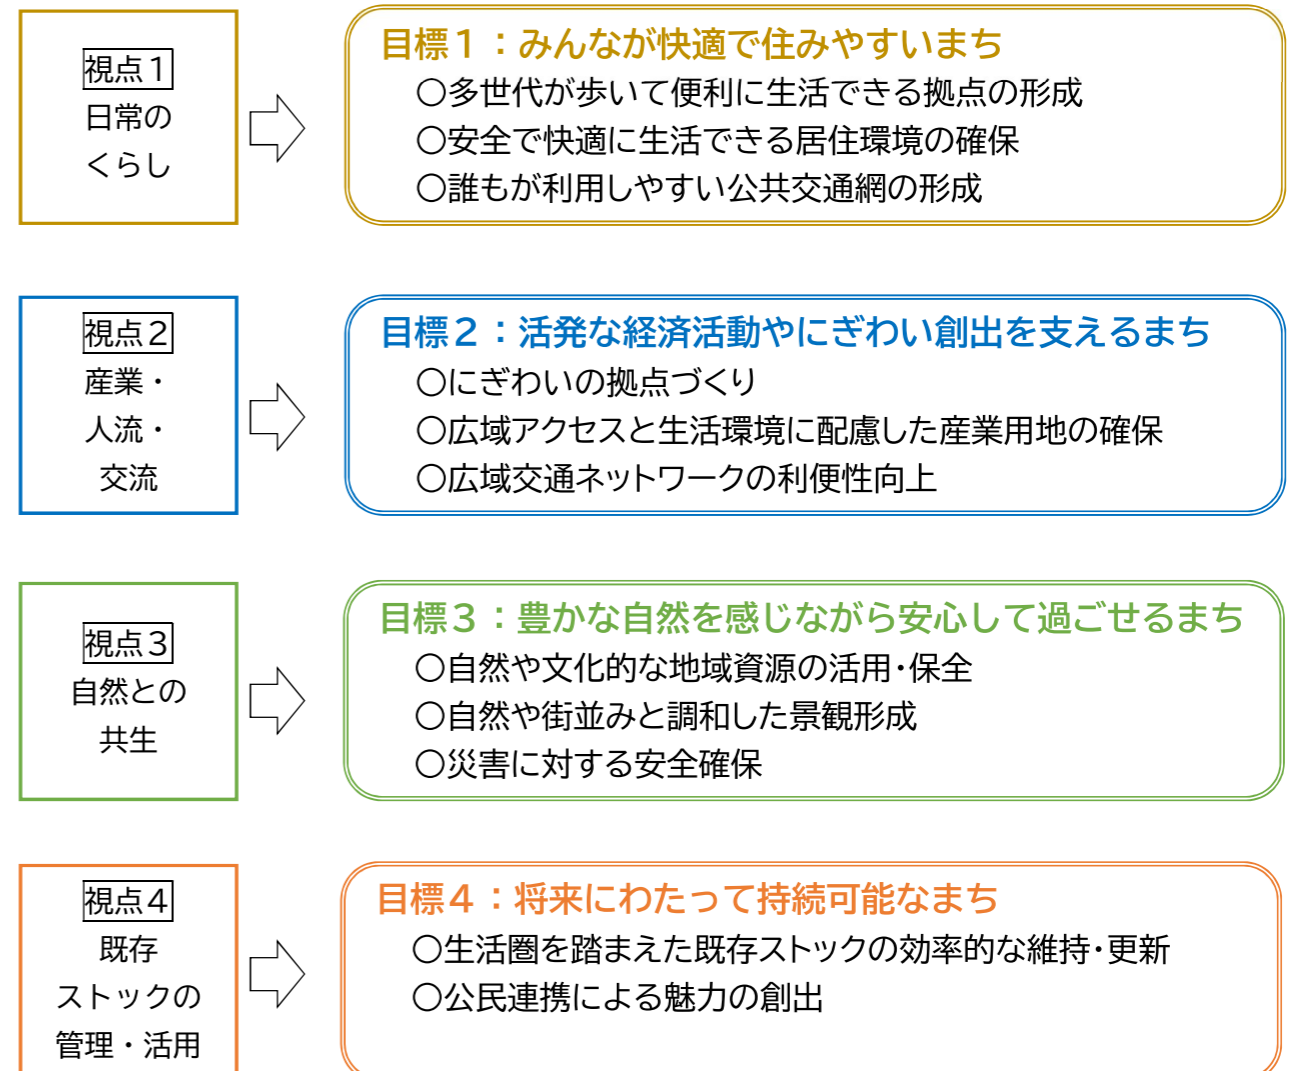 視点１
日常の
くらし
目標１：みんなが快適で住みやすいまち
〇多世代が歩いて便利に生活できる拠点の形成
〇安全で快適に生活できる居住環境の確保
〇誰もが利用しやすい公共交通網の形成
視点２
産業・
人流・
交流
目標２：活発な経済活動やにぎわい創出を支えるまち
〇にぎわいの拠点づくり
〇広域アクセスと生活環境に配慮した産業用地の確保
〇広域交通ネットワークの利便性向上
視点３
自然との
共生
目標３：豊かな自然を感じながら安心して過ごせるまち
〇自然や文化的な地域資源の活用・保全
〇自然や街並みと調和した景観形成
〇災害に対する安全確保
視点４
既存
ストックの
管理・活用
目標４：将来にわたって持続可能なまち
〇生活圏を踏まえた既存ストックの効率的な維持・更新
〇公民連携による魅力の創出